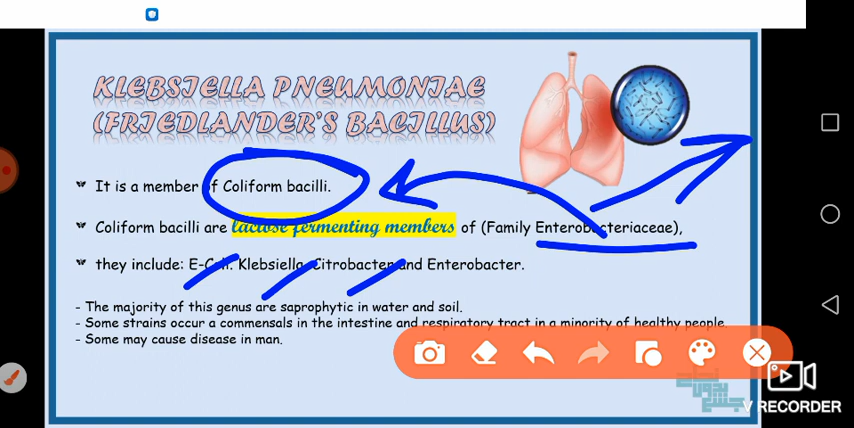 KLEBSIELLA PNEUMONIAE
(FRIEDLANDER'S BACILLUS)
It is a member of Coliform bacilli.
Coliform bacilli are lactose fermenting members of (Family Enterobacteriaceae),
they include: E-Coli. Klebsiella, Citrobacter and Enterobacter.
- The majority of this genus are saprophytic in water and soil.
- Some strains occur a commensals in the intestine and respiratory tract in a minority of healthy people.
- Some may cause disease in man.
V RECORDER